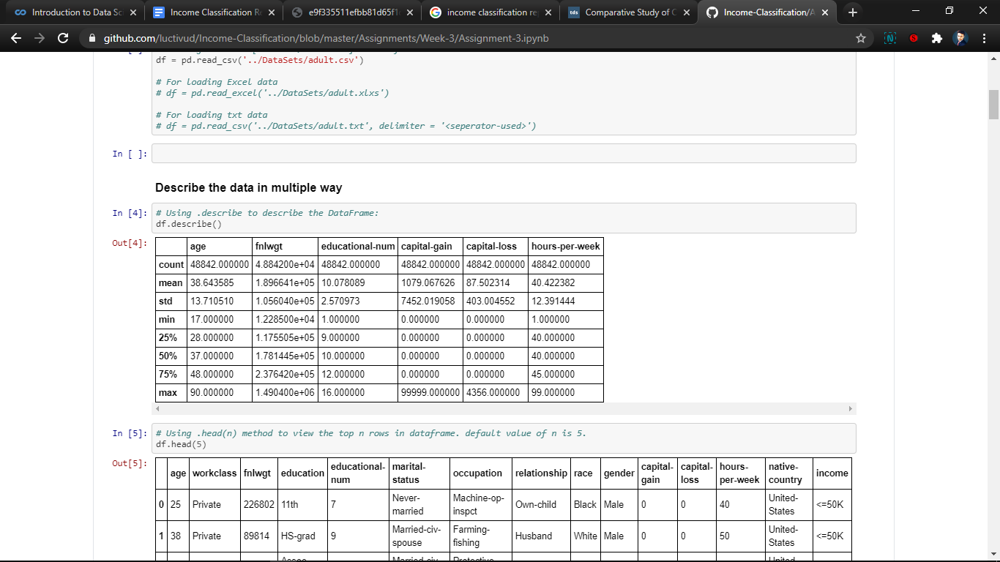 Introduction to Data Sc
Income Classification Re
e9f335511efbb81d65f1
income classification rep
tds Comparative Study of C
Income-Classification/A
github.com/luctivud/Income-Classification/blob/master/Assignments/Week-3/Assignment-3.ipynb
df = pd.read_csv('../DataSets/adult.csv')
# For loading Excel data
# df = pd.read_excel('../DataSets/adult.xlxs')
# For loading txt data
# df = pd.read_csv('../DataSets/adult.txt', delimiter = '<seperator-used>')
In [ ]:
Describe the data in multiple way
In [4]: # Using .describe to describe the DataFrame:
df.describe()
Out[4]:
age fnlwgt educational-num capital-gain capital-loss hours-per-week
count 48842.000000 4.884200e+04 48842.000000 48842.000000 48842.000000 48842.000000
mean 38.643585 1.896641e+05 10.078089 1079.067626 87.502314 40.422382
std 13.710510 1.056040e+05 2.570973 7452.019058 403.004552 12.391444
min 17.000000 1.228500e+04 1.000000 0.000000 0.000000 1.000000
25% 28.000000 1.175505e+05 9.000000 0.000000 0.000000 40.000000
50% 37.000000 1.781445e+05 10.000000 0.000000 0.000000 40.000000
75% 48.000000 2.376420e+05 12.000000 0.000000 0.000000 45.000000
max 90.000000 1.490400e+06 16.000000 99999.000000 4356.000000 99.000000
In [5]: # Using .head(n) method to view the top n rows in dataframe. default value of n is 5.
df.head(5)
Out[5]:
age workclass fnlwgt education educational-num marital-status occupation relationship race gender capital-gain capital-loss hours-per-week native-country income
0 25 Private 226802 11th 7 Never-married Machine-op-inspct Own-child Black Male 0 0 40 United-States <=50K
1 38 Private 89814 HS-grad 9 Married-civ-spouse Farming-fishing Husband White Male 0 0 50 United-States <=50K